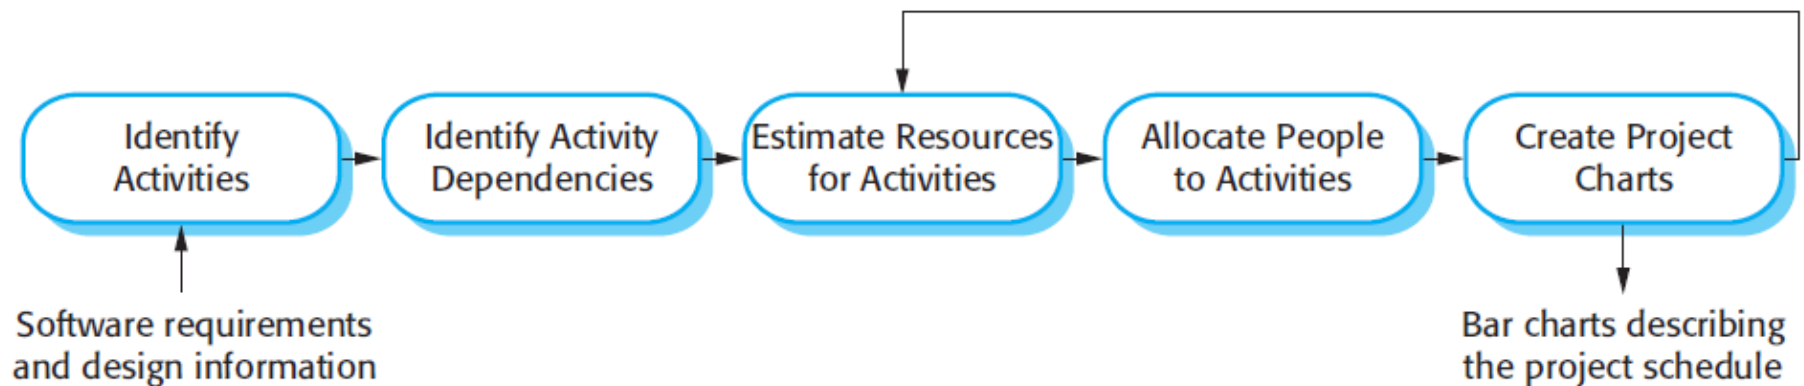 Identify
Activities
Identify Activity
Dependencies
Estimate Resources
for Activities
Allocate People
to Activities
Create Project
Charts
Software requirements
and design information
Bar charts describing
the project schedule